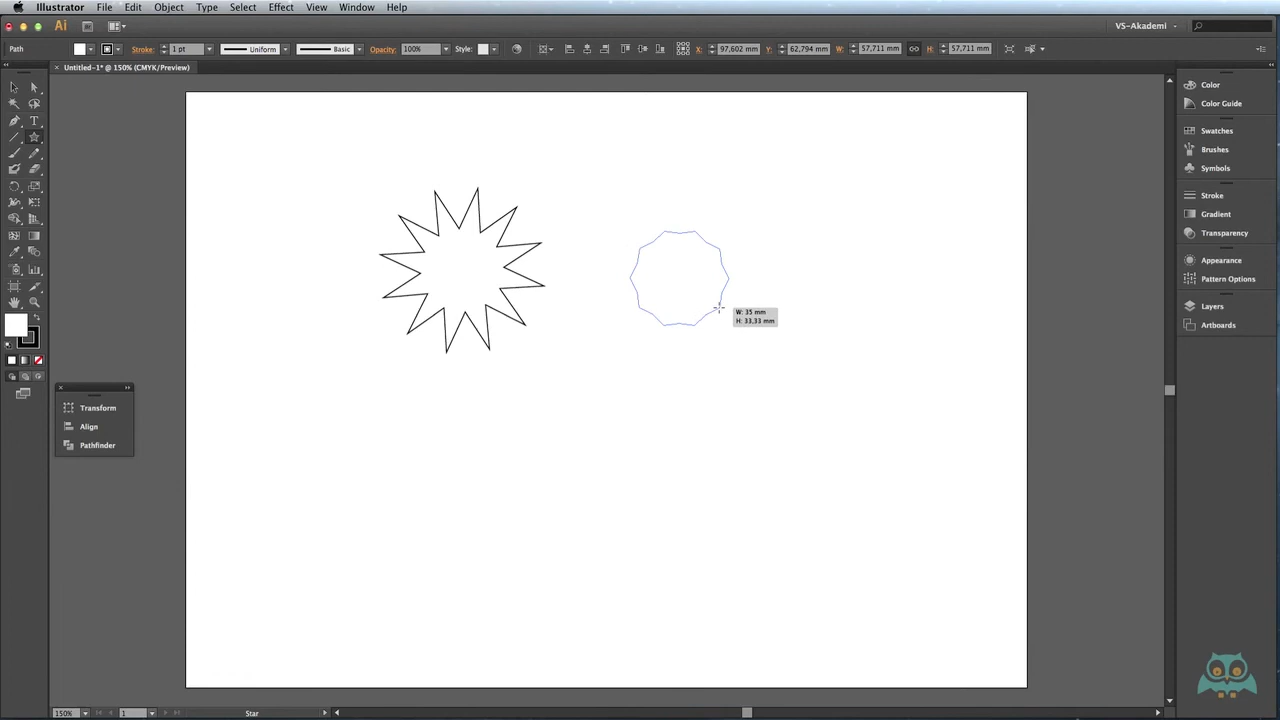 Illustrator File Edit Object Type Select Effect View Window Help
Ai VS-Akademi
Path Stroke: 1 pt Uniform Basic Opacity: 100% Style: X: 97,602 mm Y: 62,794 mm W: 57,711 mm H: 57,711 mm
× Untitled-1* @ 150% (CMYK/Preview)
Color
Color Guide
Swatches
Brushes
Symbols
Stroke
Gradient
Transparency
Appearance
Pattern Options
Layers
Artboards
W: 35 mm
H: 33,33 mm
Transform
Align
Pathfinder
150% 1 Star